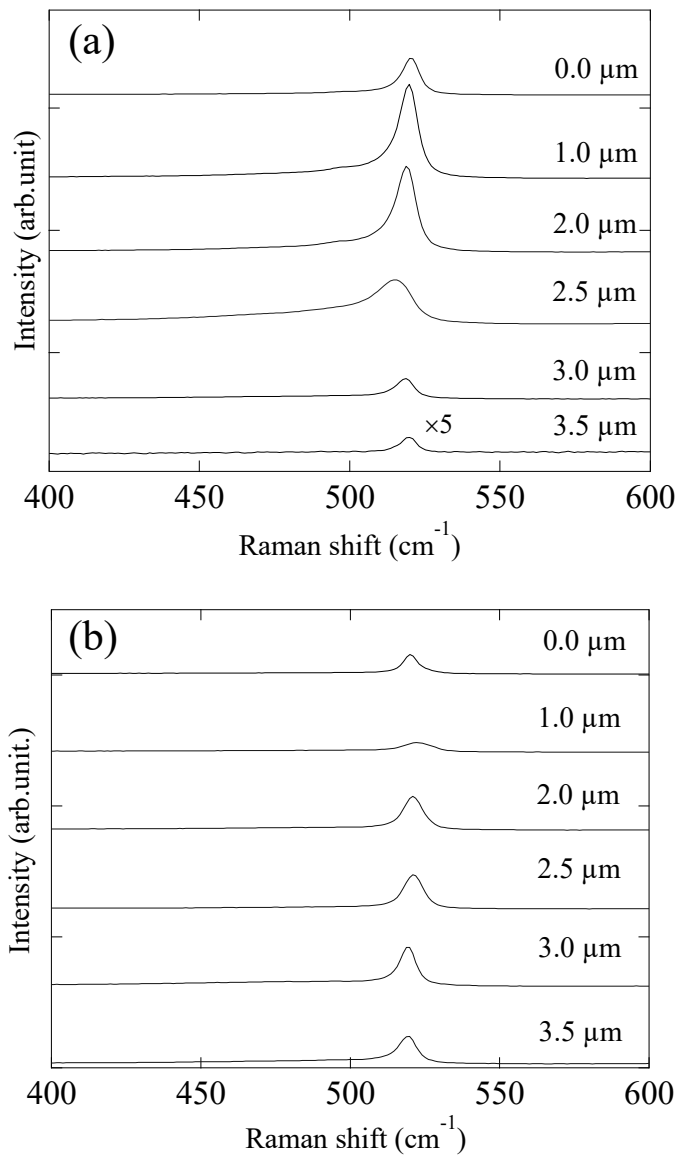 (a)
0.0 µm
1.0 µm
2.0 µm
2.5 µm
3.0 µm
×5
3.5 µm
Intensity (arb.unit)
400 450 500 550 600
Raman shift (cm⁻¹)
(b)
0.0 µm
1.0 µm
2.0 µm
2.5 µm
3.0 µm
3.5 µm
Intensity (arb.unit.)
400 450 500 550 600
Raman shift (cm⁻¹)